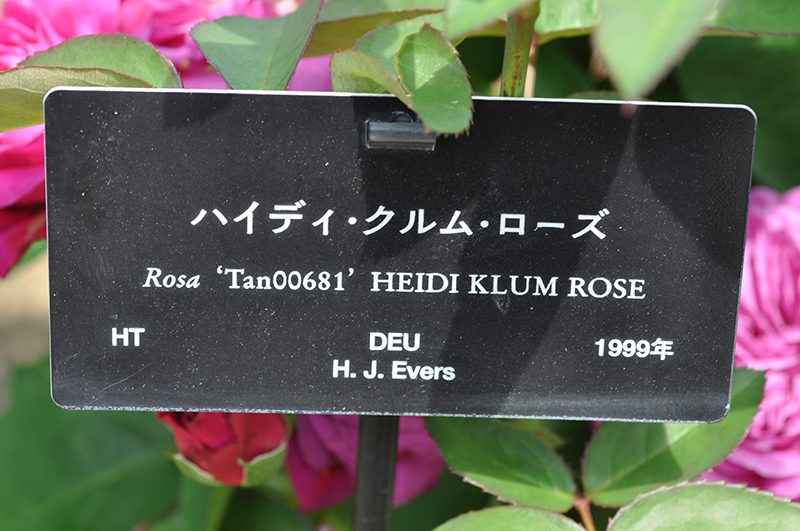 ハイディ・クルム・ローズ
Rosa ‘Tan00681’ HEIDI KLUM ROSE
HT DEU 1999年
H. J. Evers